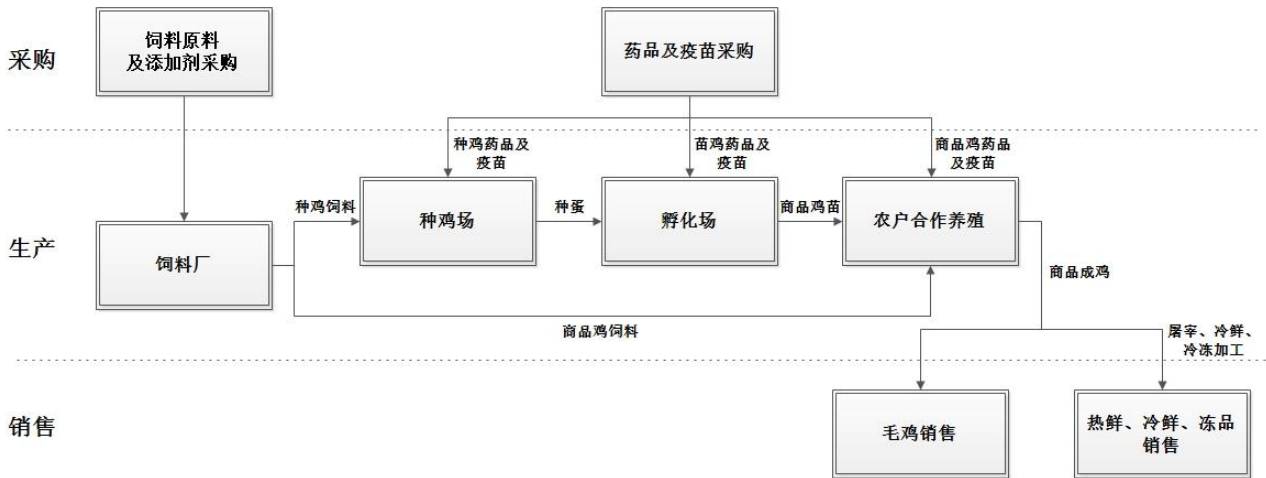 采购
饲料原料
及添加剂采购
药品及疫苗采购
种鸡药品及
疫苗
苗鸡药品及
疫苗
商品鸡药品
及疫苗
生产
饲料厂
种鸡饲料
种鸡场
种蛋
孵化场
商品鸡苗
农户合作养殖
商品成鸡
商品鸡饲料
屠宰、冷鲜、
冷冻加工
销售
毛鸡销售
热鲜、冷鲜、冻品
销售